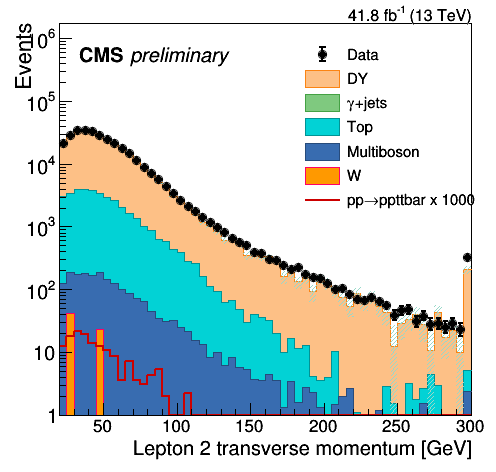 41.8 fb⁻¹ (13 TeV)
Events
CMS preliminary
Data
DY
γ+jets
Top
Multiboson
W
pp→ppttbar x 1000
10⁶
10⁵
10⁴
10³
10²
10
1
50 100 150 200 250 300
Lepton 2 transverse momentum [GeV]